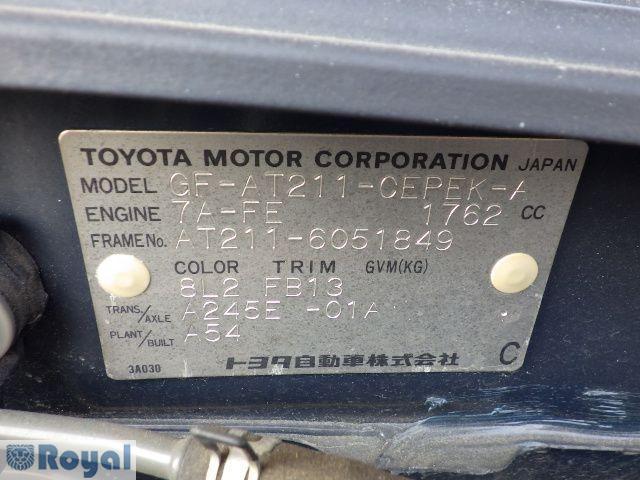 TOYOTA MOTOR CORPORATION JAPAN
MODEL GF-AT211-CEPEK-A
ENGINE 7A-FE 1762 CC
FRAME No. AT211-6051849
COLOR TRIM GVM(KG)
8L2 FB13
TRANS./AXLE A245E -01A
PLANT/BUILT A54
トヨタ自動車株式会社 C
3A030
Royal